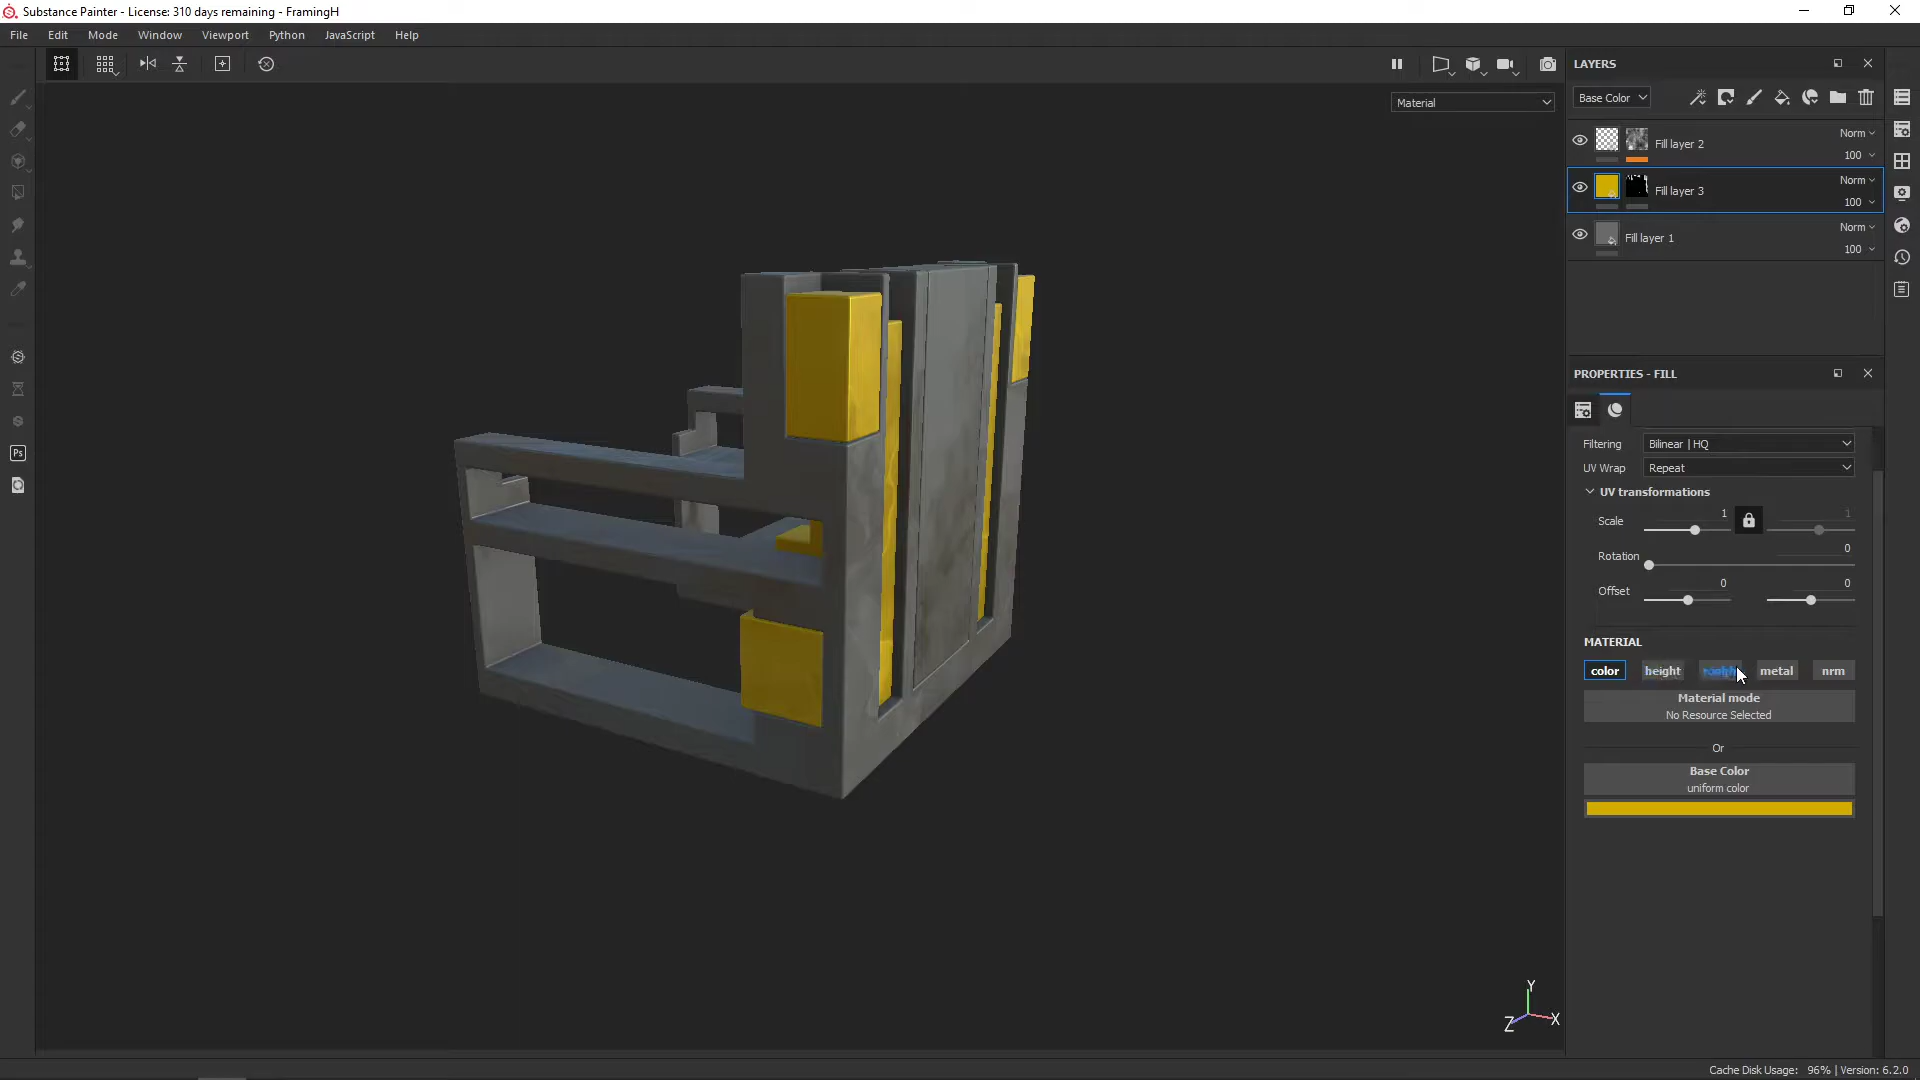 Substance Painter - License: 310 days remaining - FramingH
File Edit Mode Window Viewport Python JavaScript Help
Material
LAYERS
Base Color
Fill layer 2 Norm 100
Fill layer 3 Norm 100
Fill layer 1 Norm 100
PROPERTIES - FILL
Filtering Bilinear | HQ
UV Wrap Repeat
UV transformations
Scale 1 1
Rotation 0
Offset 0 0
MATERIAL
color height rough metal nrm
Material mode
No Resource Selected
Or
Base Color
uniform color
Ps
Y
Z X
Cache Disk Usage: 96% | Version: 6.2.0